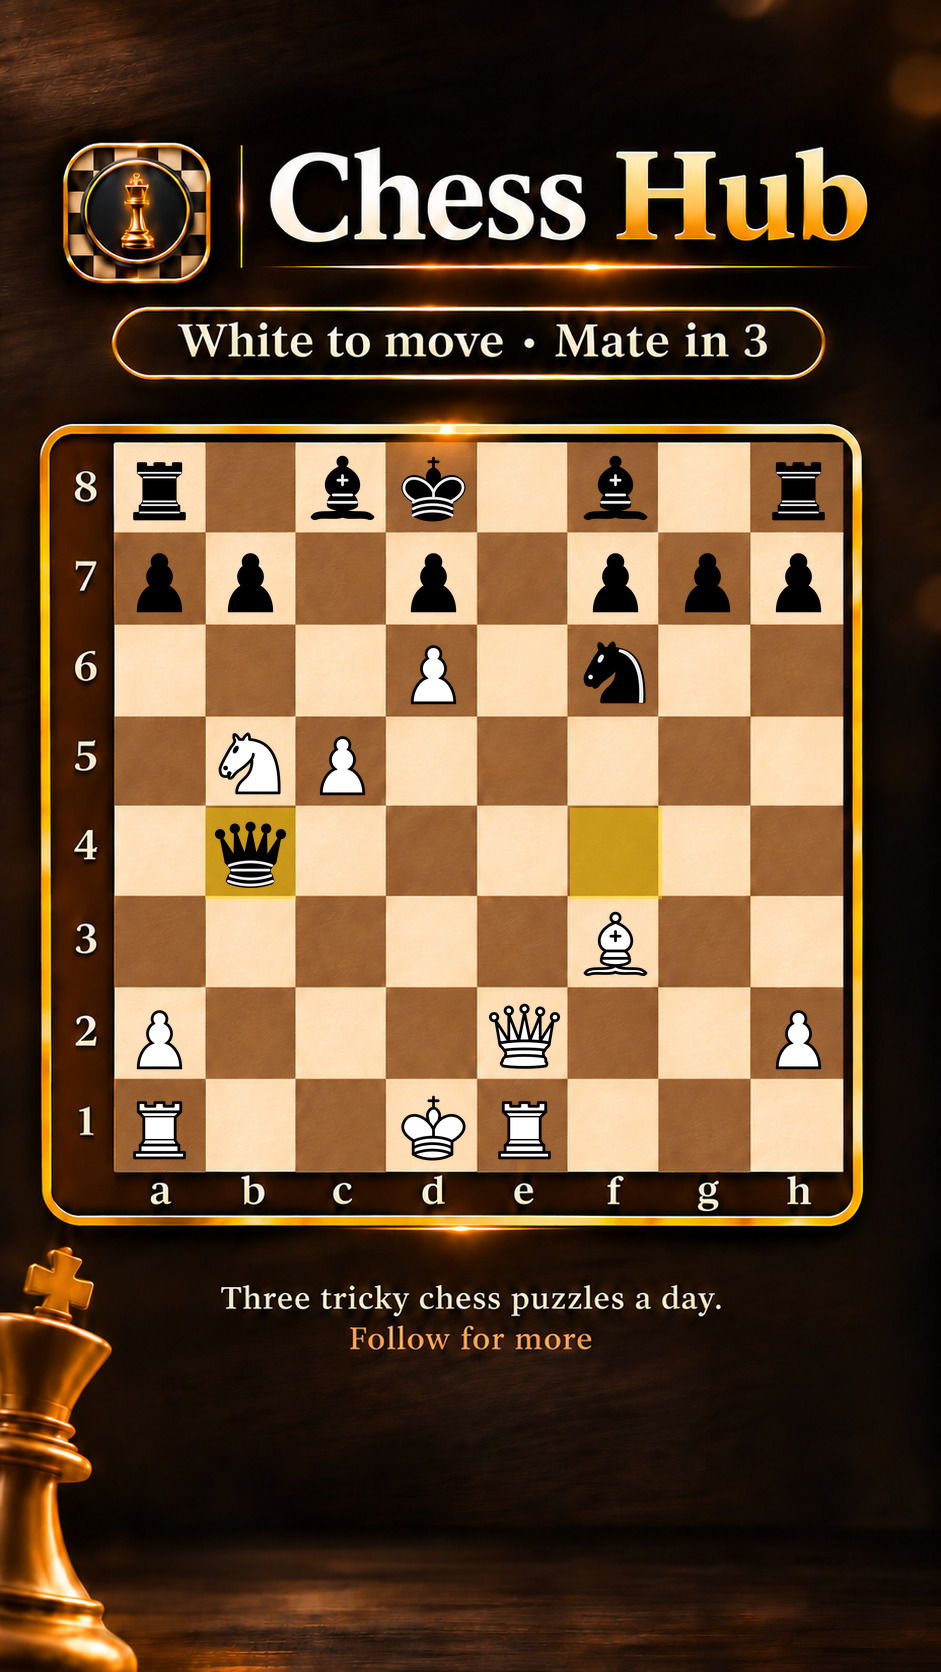 Chess Hub
White to move • Mate in 3
8
7
6
5
4
3
2
1
a b c d e f g h
Three tricky chess puzzles a day.
Follow for more